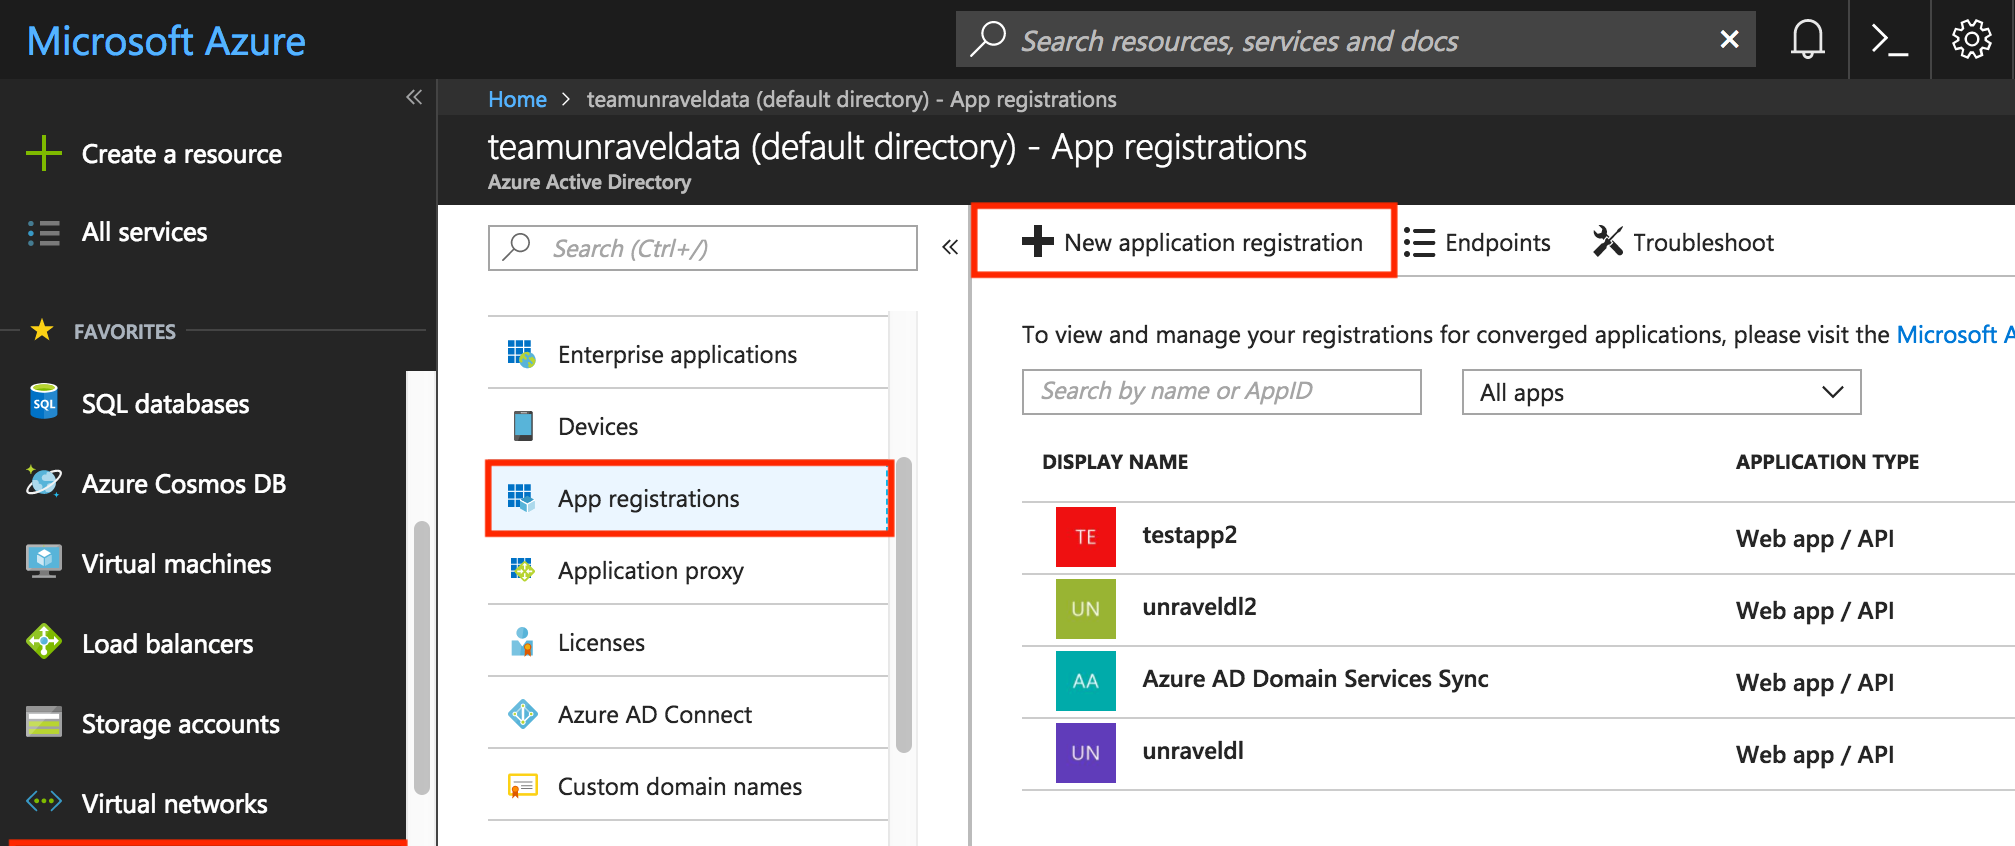 Microsoft Azure
Search resources, services and docs
Home > teamunraveldata (default directory) - App registrations
teamunraveldata (default directory) - App registrations
Azure Active Directory
Create a resource
All services
FAVORITES
SQL databases
Azure Cosmos DB
Virtual machines
Load balancers
Storage accounts
Virtual networks
Search (Ctrl+/)
Enterprise applications
Devices
App registrations
Application proxy
Licenses
Azure AD Connect
Custom domain names
New application registration
Endpoints
Troubleshoot
To view and manage your registrations for converged applications, please visit the Microsoft A
Search by name or AppID
All apps
DISPLAY NAME APPLICATION TYPE
TE testapp2 Web app / API
UN unraveldl2 Web app / API
AA Azure AD Domain Services Sync Web app / API
UN unraveldl Web app / API